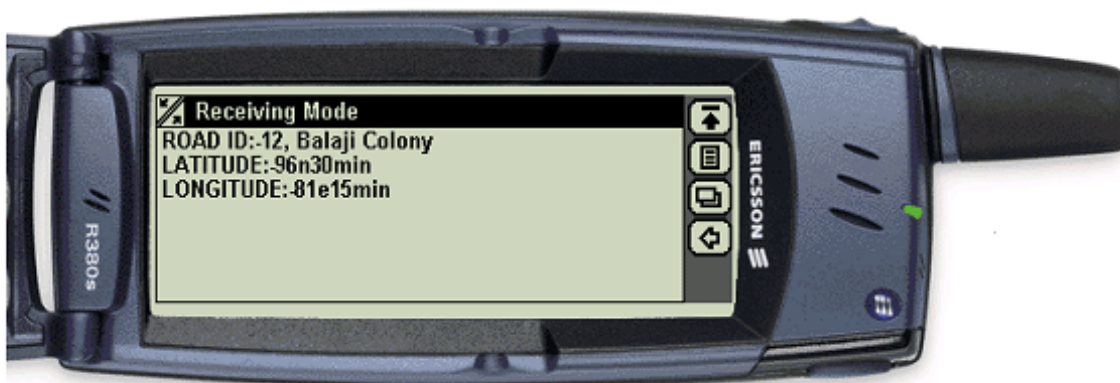 Receiving Mode
ROAD ID:-12, Balaji Colony
LATITUDE:-96n30min
LONGITUDE:-81e15min
ERICSSON
R380s